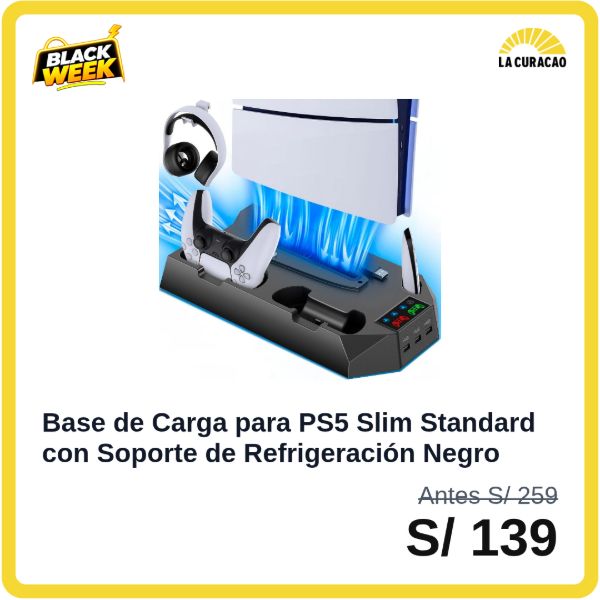 BLACK
WEEK
LA CURACAO
Base de Carga para PS5 Slim Standard
con Soporte de Refrigeración Negro
Antes S/ 259
S/ 139